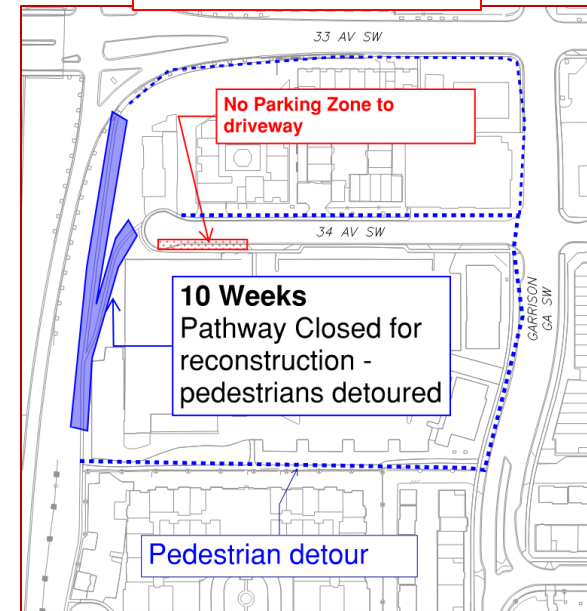 33 AV SW
No Parking Zone to
driveway
34 AV SW
10 Weeks
Pathway Closed for
reconstruction -
pedestrians detoured
GARRISON
GA SW
Pedestrian detour